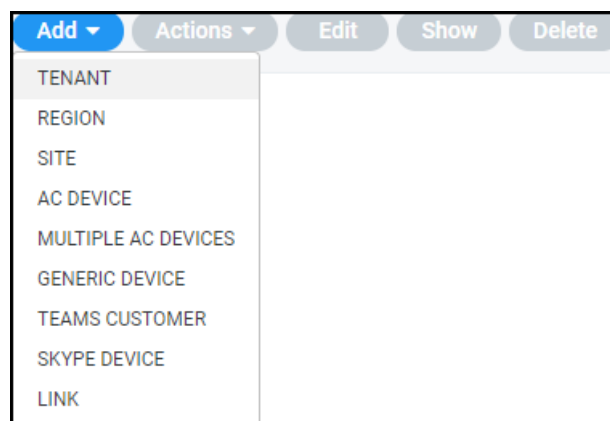 Add Actions Edit Show Delete
TENANT
REGION
SITE
AC DEVICE
MULTIPLE AC DEVICES
GENERIC DEVICE
TEAMS CUSTOMER
SKYPE DEVICE
LINK